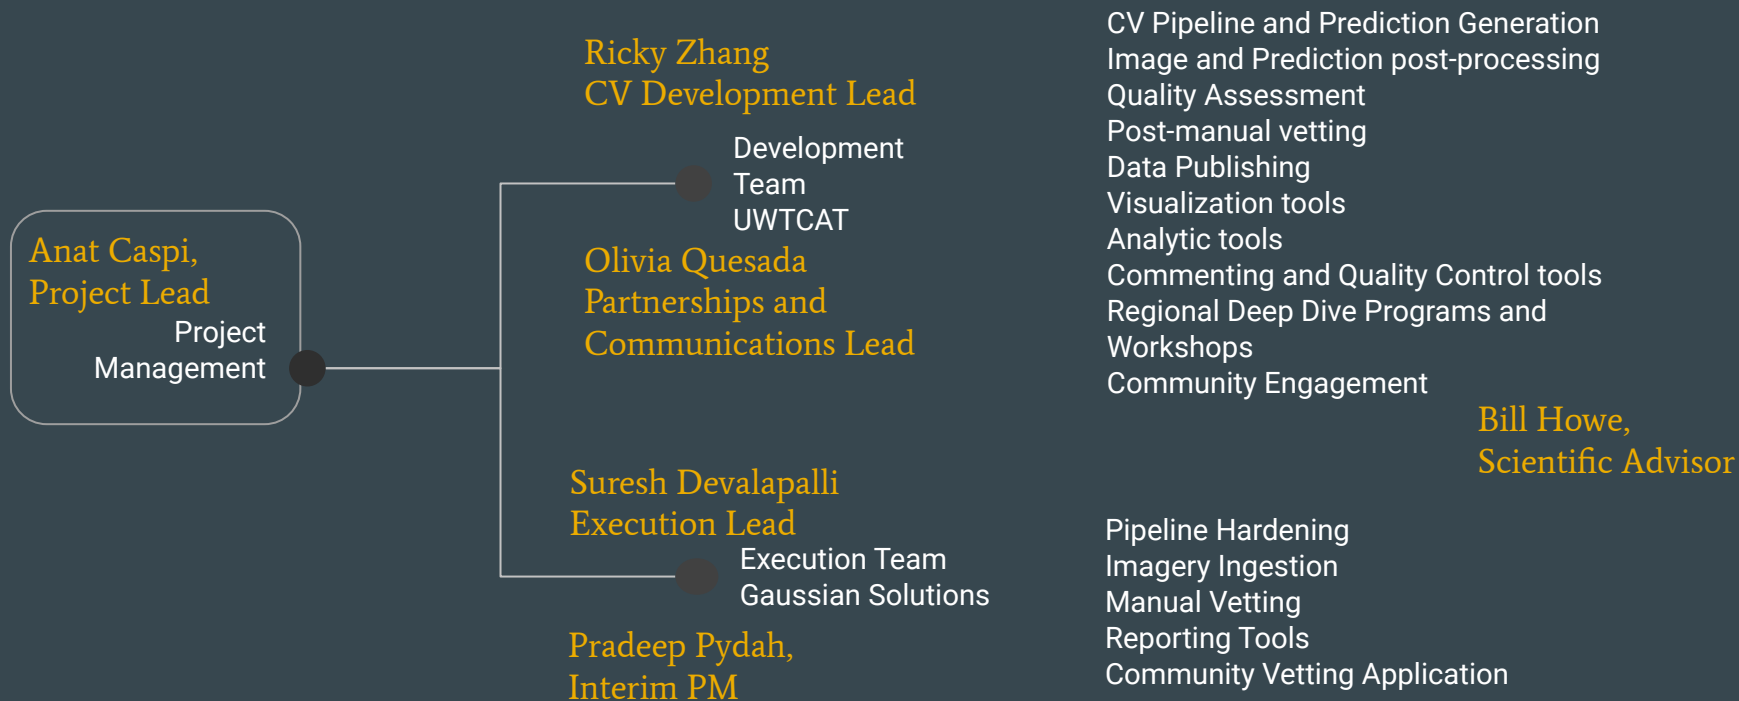 Anat Caspi,
Project Lead
Project
Management
Ricky Zhang
CV Development Lead
Development
Team
UWTCAT
Olivia Quesada
Partnerships and
Communications Lead
CV Pipeline and Prediction Generation
Image and Prediction post-processing
Quality Assessment
Post-manual vetting
Data Publishing
Visualization tools
Analytic tools
Commenting and Quality Control tools
Regional Deep Dive Programs and
Workshops
Community Engagement
Bill Howe,
Scientific Advisor
Suresh Devalapalli
Execution Lead
Execution Team
Gaussian Solutions
Pradeep Pydah,
Interim PM
Pipeline Hardening
Imagery Ingestion
Manual Vetting
Reporting Tools
Community Vetting Application